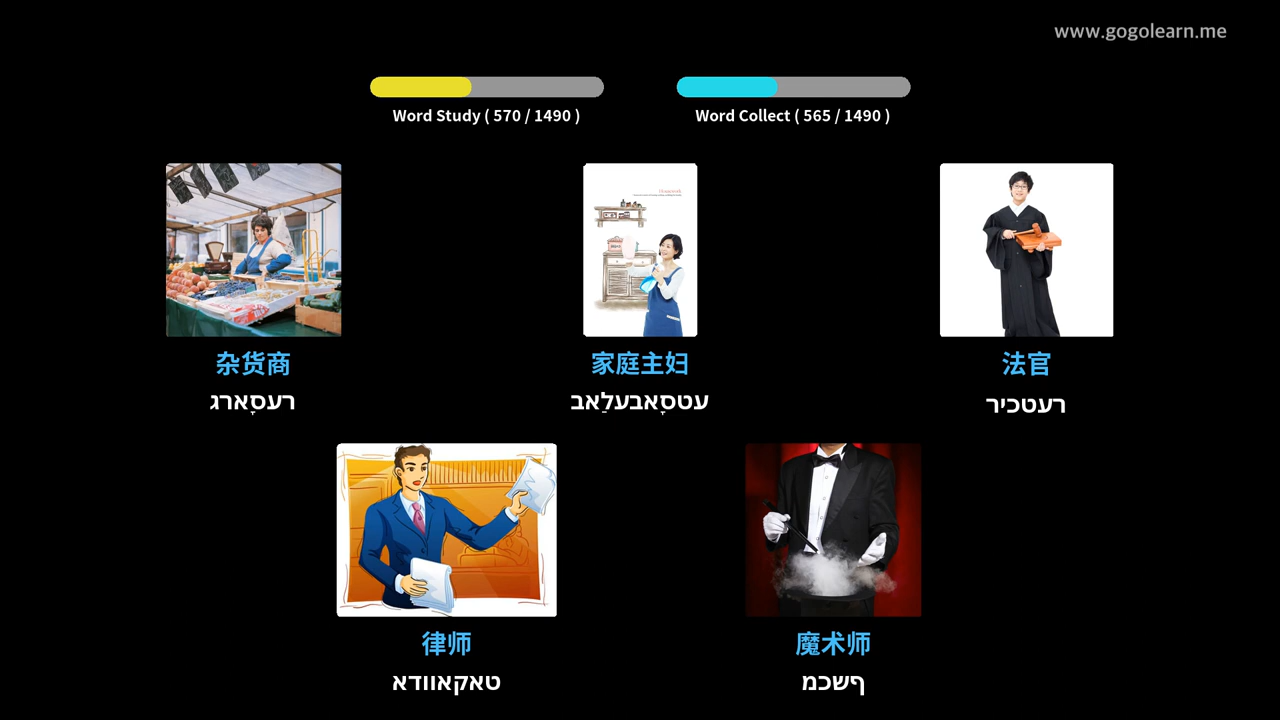 www.gogolearn.me
Word Study ( 570 / 1490 )
Word Collect ( 565 / 1490 )
杂货商
רעסָארג
家庭主妇
עטסָאבעלַאב
法官
רעטכיר
律师
טאקאוודא
魔术师
ףשכמ